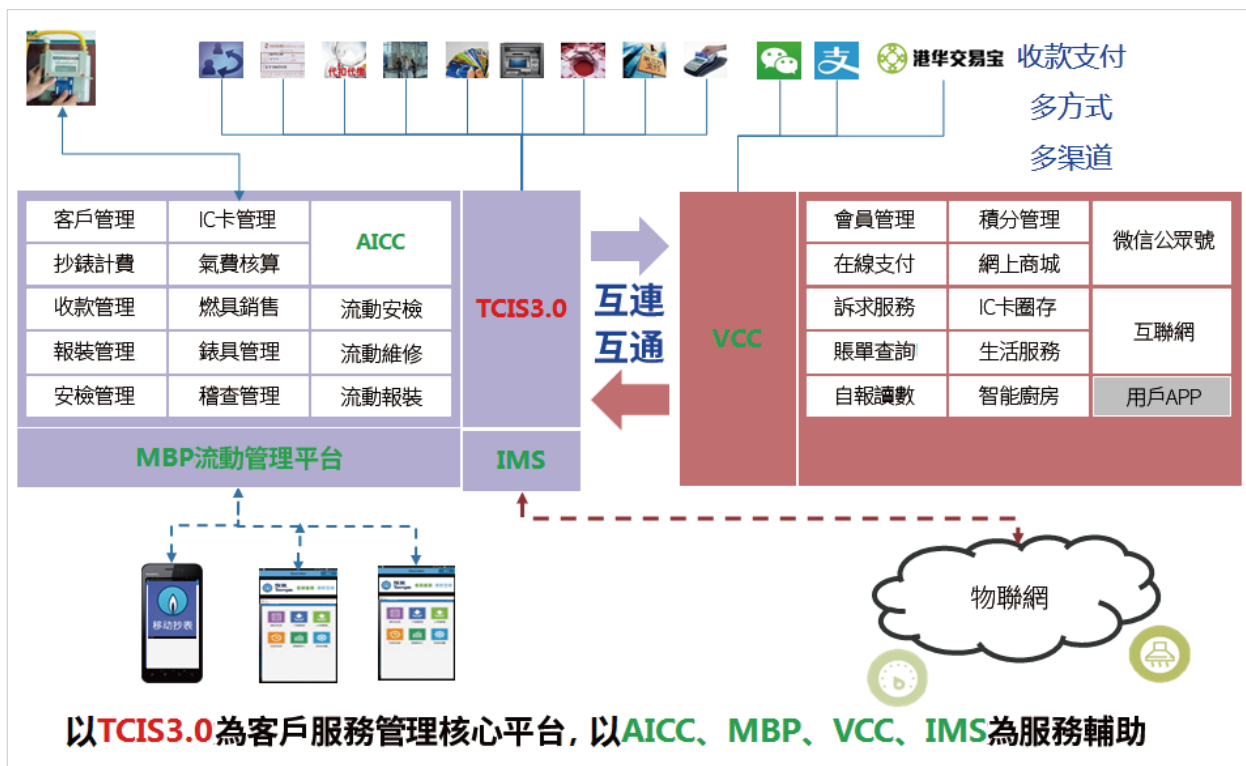 代扣代缴
港华交易宝
收款支付
多方式
多渠道
客戶管理
IC卡管理
AICC
抄錶計費
氣費核算
收款管理
燃具銷售
流動安檢
報裝管理
錶具管理
流動維修
安檢管理
稽查管理
流動報裝
TCIS3.0
MBP流動管理平台
IMS
互連
互通
VCC
會員管理
積分管理
微信公眾號
在線支付
網上商城
訴求服務
IC卡圈存
互聯網
賬單查詢
生活服務
自報讀數
智能廚房
用戶APP
移动抄表
物聯網
以TCIS3.0為客戶服務管理核心平台, 以AICC、MBP、VCC、IMS為服務輔助